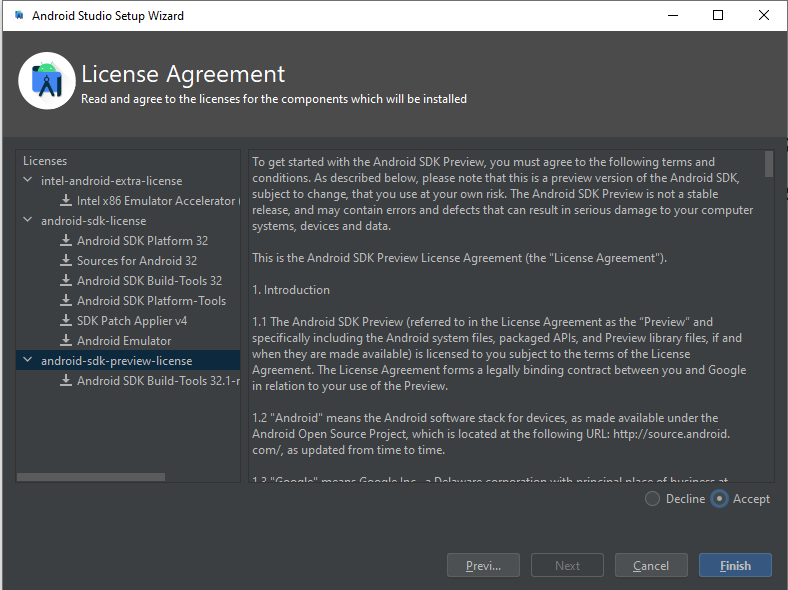 Android Studio Setup Wizard
License Agreement
Read and agree to the licenses for the components which will be installed
Licenses
intel-android-extra-license
Intel x86 Emulator Accelerator (
android-sdk-license
Android SDK Platform 32
Sources for Android 32
Android SDK Build-Tools 32
Android SDK Platform-Tools
SDK Patch Applier v4
Android Emulator
android-sdk-preview-license
Android SDK Build-Tools 32.1-r
To get started with the Android SDK Preview, you must agree to the following terms and
conditions. As described below, please note that this is a preview version of the Android SDK,
subject to change, that you use at your own risk. The Android SDK Preview is not a stable
release, and may contain errors and defects that can result in serious damage to your computer
systems, devices and data.
This is the Android SDK Preview License Agreement (the "License Agreement").
1. Introduction
1.1 The Android SDK Preview (referred to in the License Agreement as the “Preview” and
specifically including the Android system files, packaged APIs, and Preview library files, if and
when they are made available) is licensed to you subject to the terms of the License
Agreement. The License Agreement forms a legally binding contract between you and Google
in relation to your use of the Preview.
1.2 "Android" means the Android software stack for devices, as made available under the
Android Open Source Project, which is located at the following URL: http://source.android.
com/, as updated from time to time.
1.3 "Google" means Google Inc., a Delaware corporation with principal place of business at
Decline Accept
Previ... Next Cancel Finish